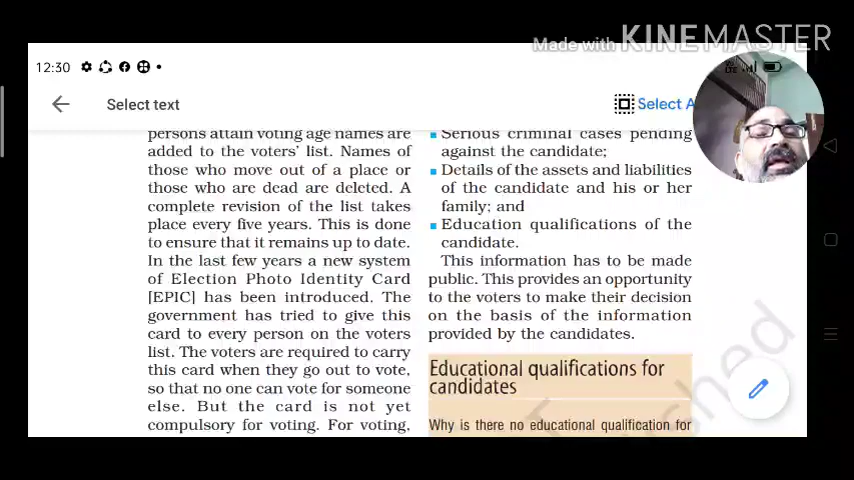 Made with KINEMASTER
12:30
Select text
Select A
persons attain voting age names are
added to the voters' list. Names of
those who move out of a place or
those who are dead are deleted. A
complete revision of the list takes
place every five years. This is done
to ensure that it remains up to date.
In the last few years a new system
of Election Photo Identity Card
[EPIC] has been introduced. The
government has tried to give this
card to every person on the voters
list. The voters are required to carry
this card when they go out to vote,
so that no one can vote for someone
else. But the card is not yet
compulsory for voting. For voting,
Serious criminal cases pending
against the candidate;
Details of the assets and liabilities
of the candidate and his or her
family; and
Education qualifications of the
candidate.
This information has to be made
public. This provides an opportunity
to the voters to make their decision
on the basis of the information
provided by the candidates.
Educational qualifications for
candidates
Why is there no educational qualification for